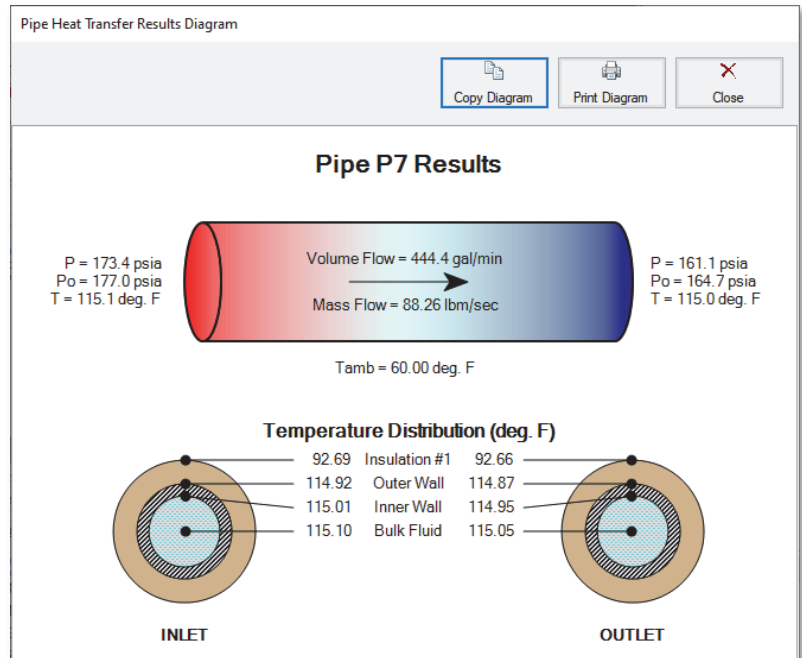 Pipe Heat Transfer Results Diagram
Copy Diagram
Print Diagram
Close
Pipe P7 Results
P = 173.4 psia
Po = 177.0 psia
T = 115.1 deg. F
Volume Flow = 444.4 gal/min
Mass Flow = 88.26 lbm/sec
P = 161.1 psia
Po = 164.7 psia
T = 115.0 deg. F
Tamb = 60.00 deg. F
Temperature Distribution (deg. F)
92.69 Insulation #1 92.66
114.92 Outer Wall 114.87
115.01 Inner Wall 114.95
115.10 Bulk Fluid 115.05
INLET
OUTLET